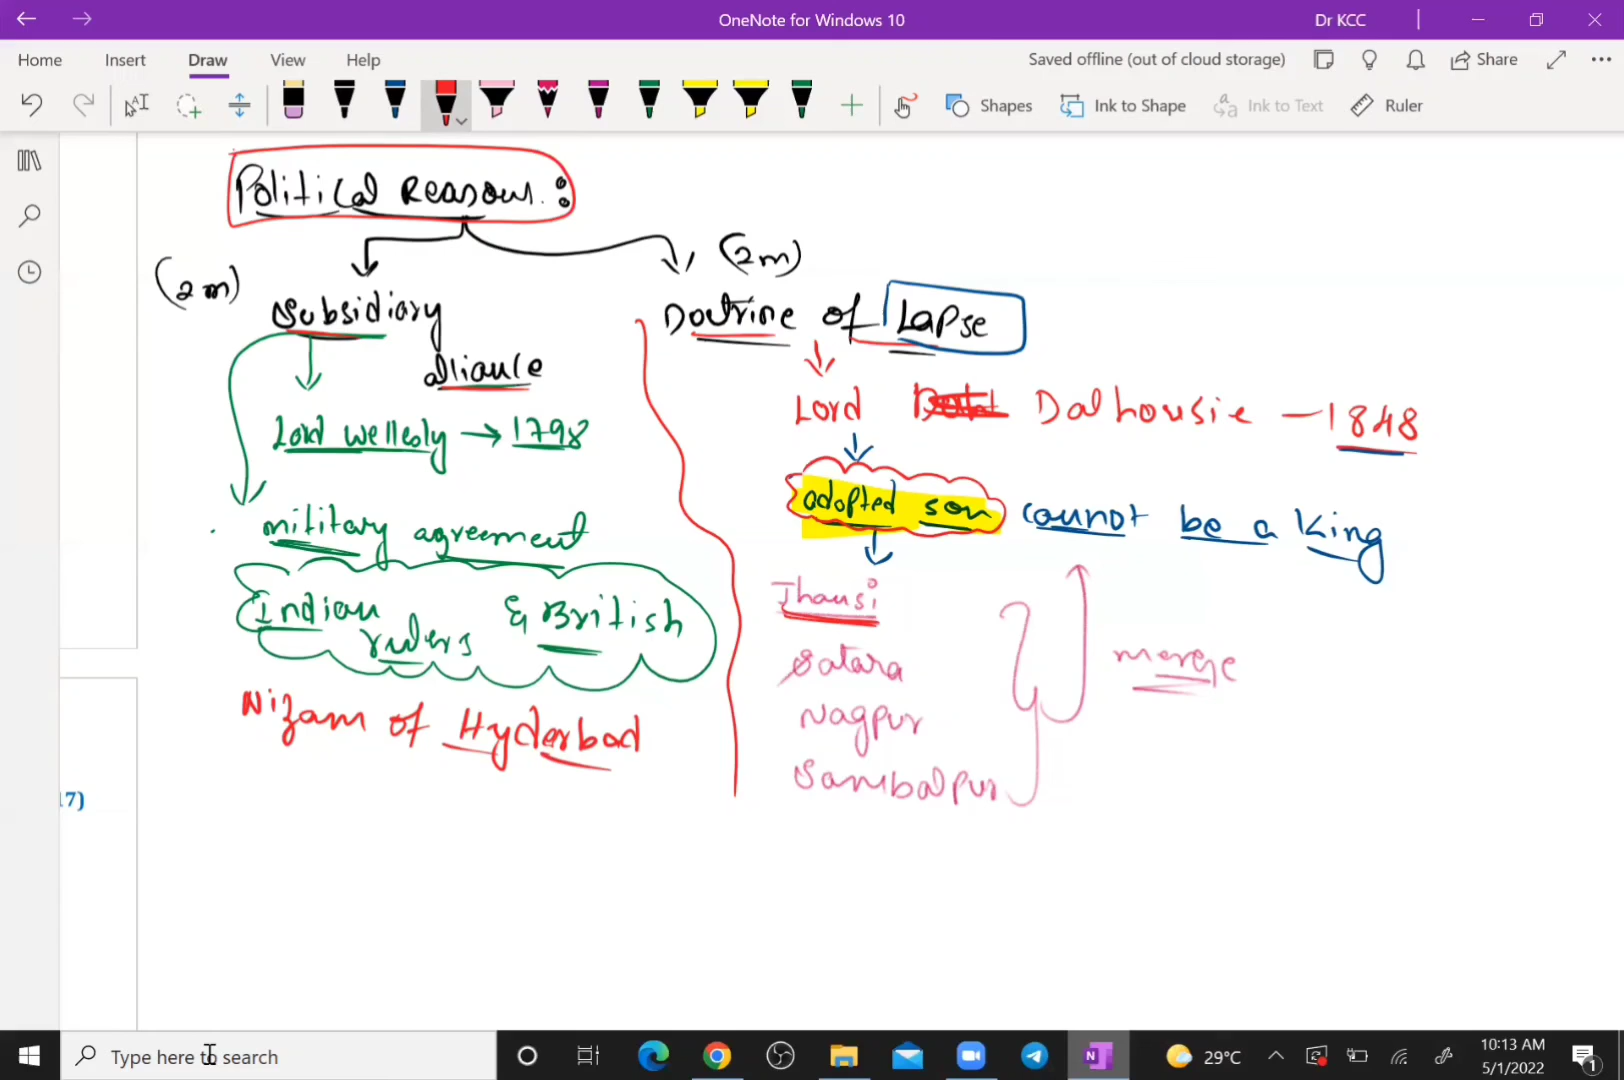 OneNote for Windows 10
Dr KCC
Home Insert Draw View Help
Saved offline (out of cloud storage)
Share
Shapes
Ink to Shape
Ink to Text
Ruler
Political Reasons :
(2m)
Subsidiary
Alliance
Lord wellesly → 1798
military agreement
Indian rulers & British
Nizam of Hyderbad
(2m)
Doctrine of Lapse
Lord Dalhousie - 1848
adopted son cannot be a King
Jhansi
Satara
Nagpur
Sambalpur
merge
17)
Type here to search
29°C
10:13 AM
5/1/2022
1